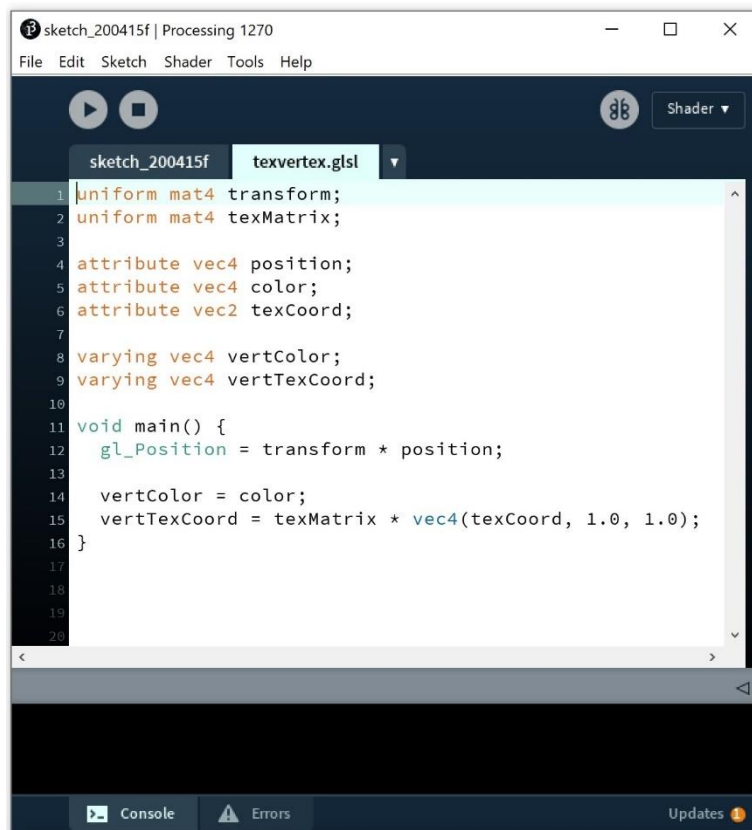 sketch_200415f | Processing 1270
File Edit Sketch Shader Tools Help
Shader ▼
sketch_200415f texvertex.glsl ▼
1 uniform mat4 transform;
2 uniform mat4 texMatrix;
3
4 attribute vec4 position;
5 attribute vec4 color;
6 attribute vec2 texCoord;
7
8 varying vec4 vertColor;
9 varying vec4 vertTexCoord;
10
11 void main() {
12   gl_Position = transform * position;
13
14   vertColor = color;
15   vertTexCoord = texMatrix * vec4(texCoord, 1.0, 1.0);
16 }
17
18
19
20
Console Errors Updates 1